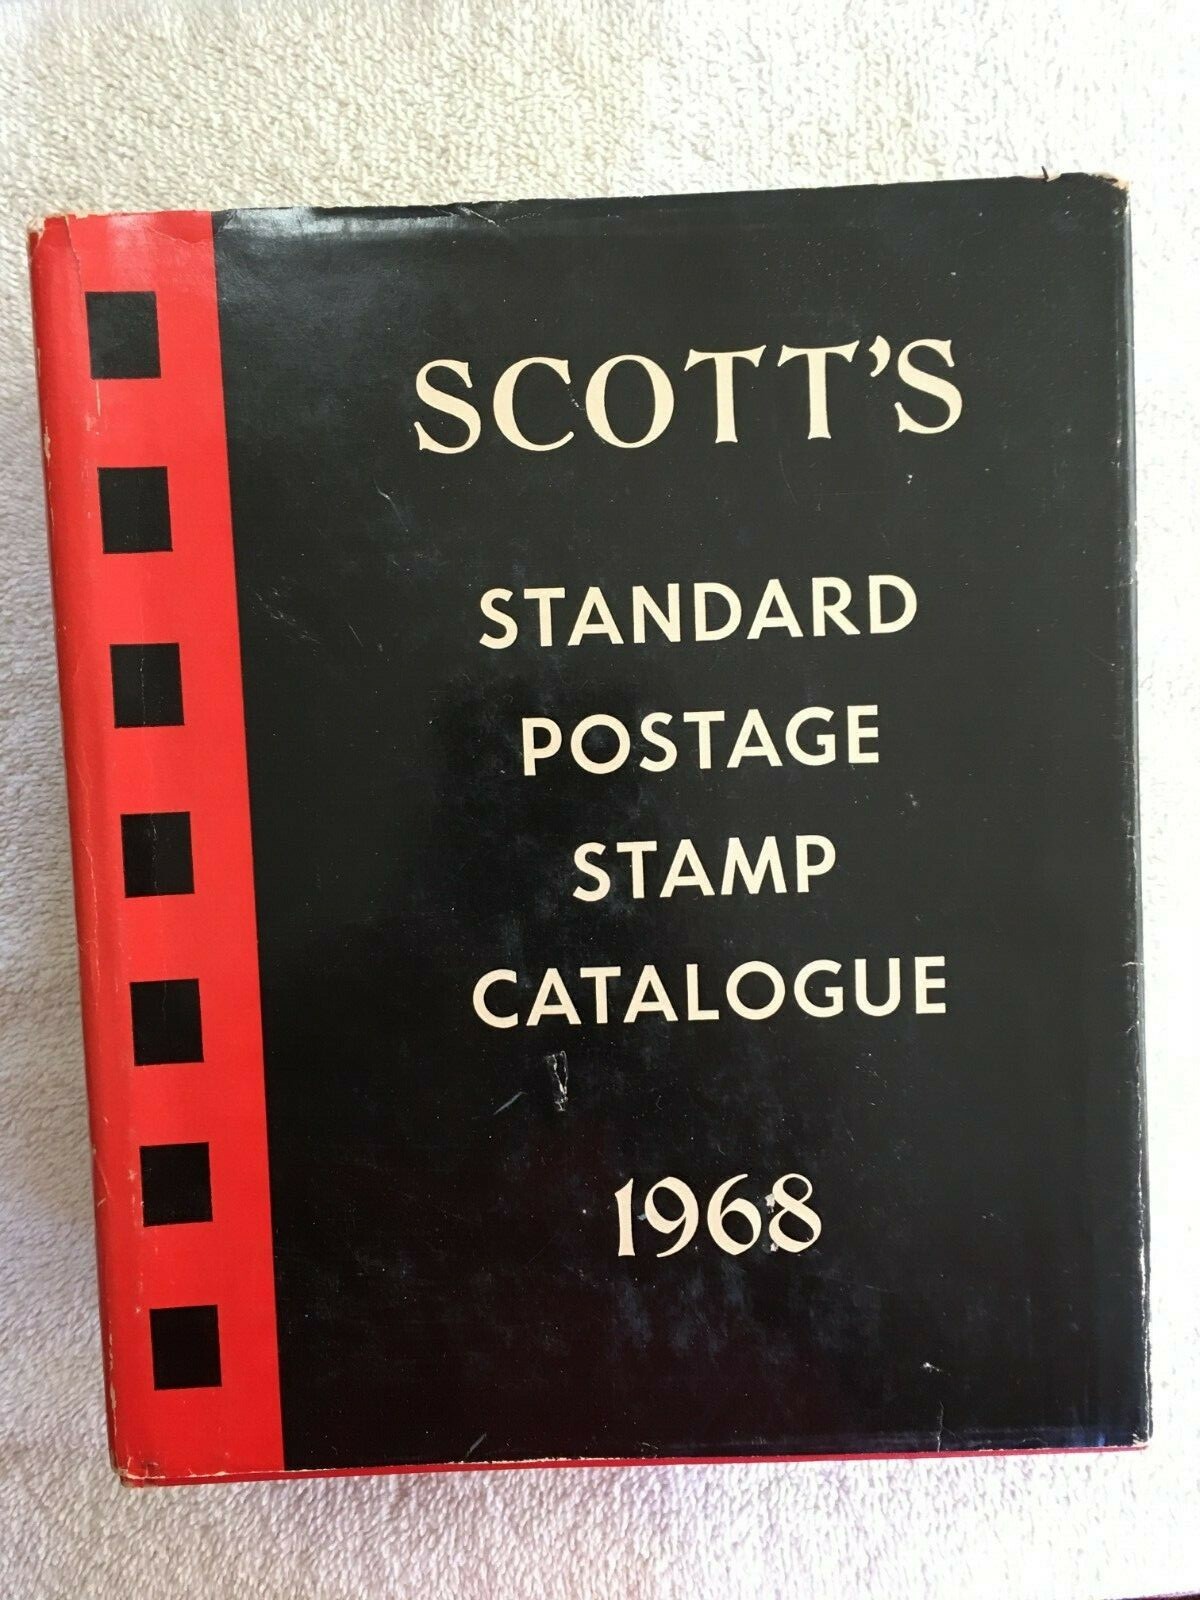 SCOTT'S
STANDARD
POSTAGE
STAMP
CATALOGUE
1968